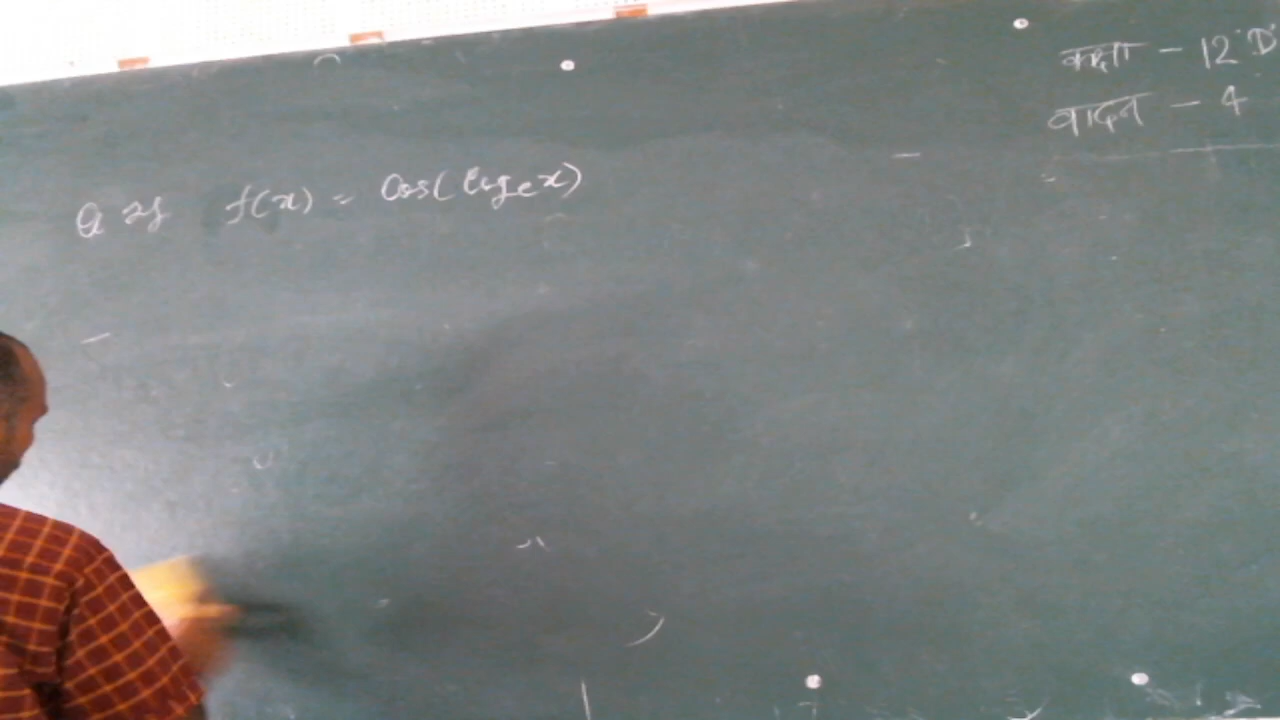 कक्षा - 12 'D'
वादन - 4
Q If f(x) = Cos(logₑx)